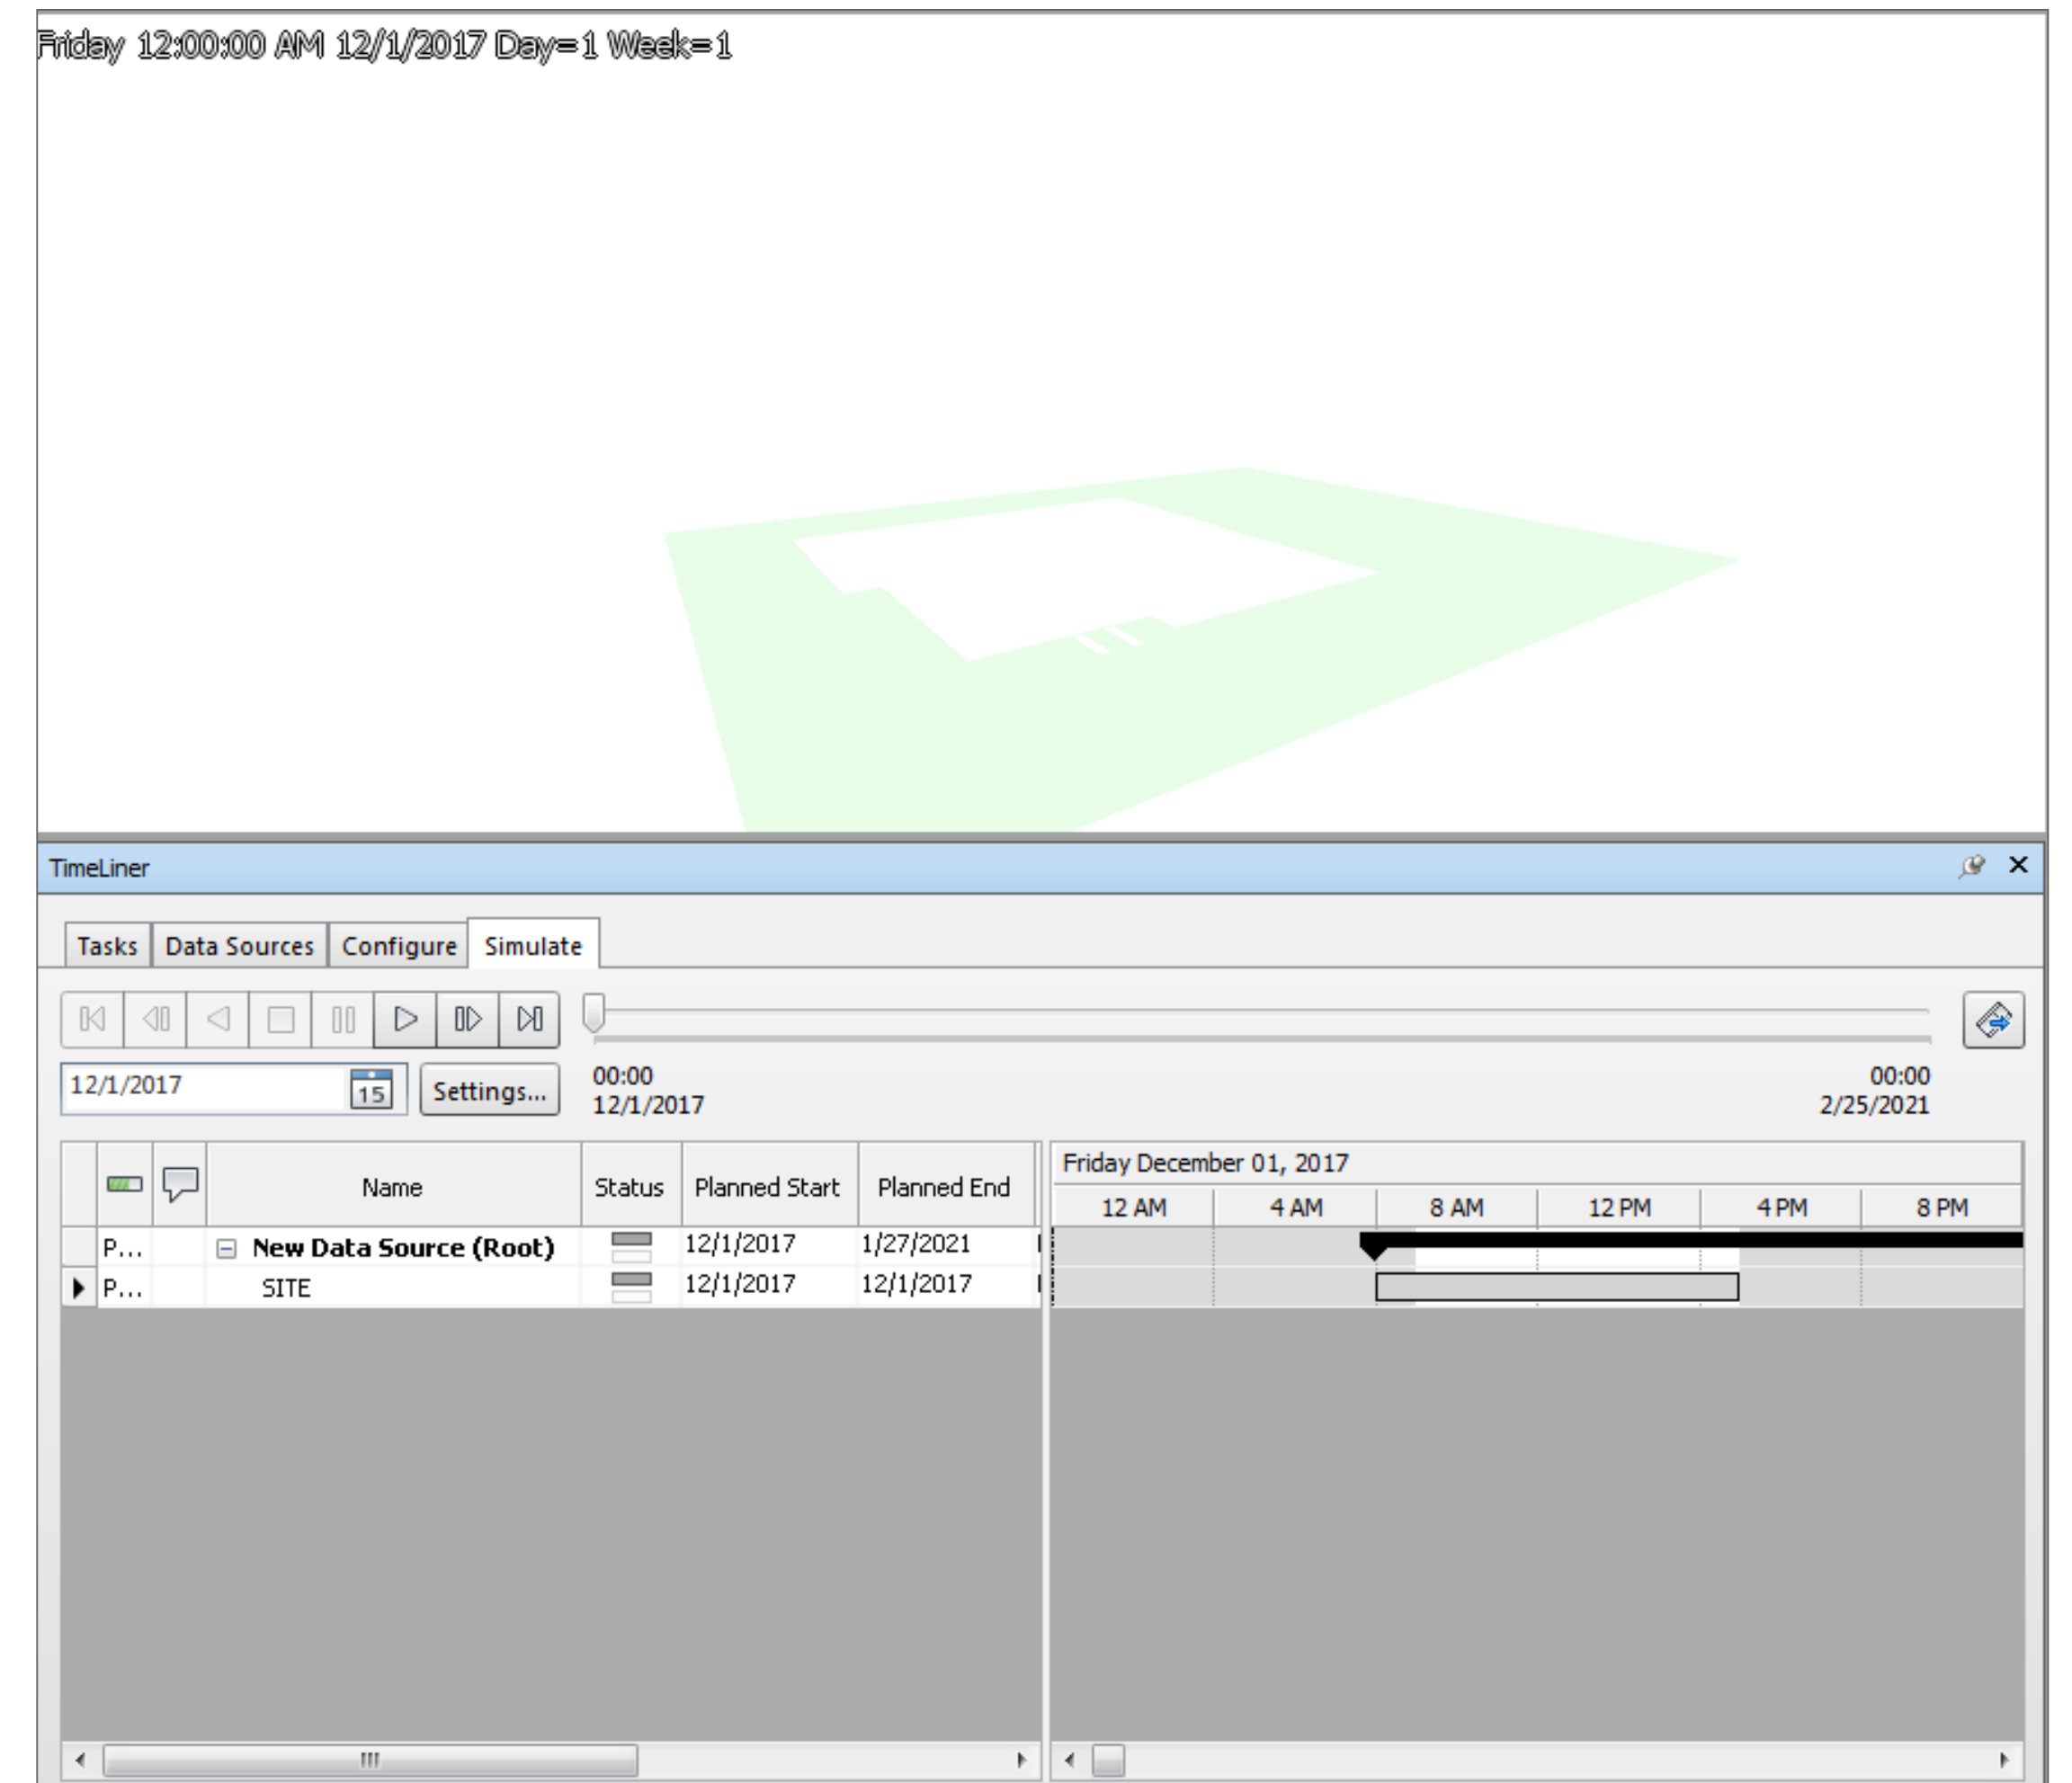 Friday 12:00:00 AM 12/1/2017 Day=1 Week=1
TimeLiner
Tasks Data Sources Configure Simulate
12/1/2017 15 Settings...
00:00 00:00
12/1/2017 2/25/2021
Name Status Planned Start Planned End
Friday December 01, 2017
12 AM 4 AM 8 AM 12 PM 4 PM 8 PM
P... New Data Source (Root) 12/1/2017 1/27/2021
P... SITE 12/1/2017 12/1/2017